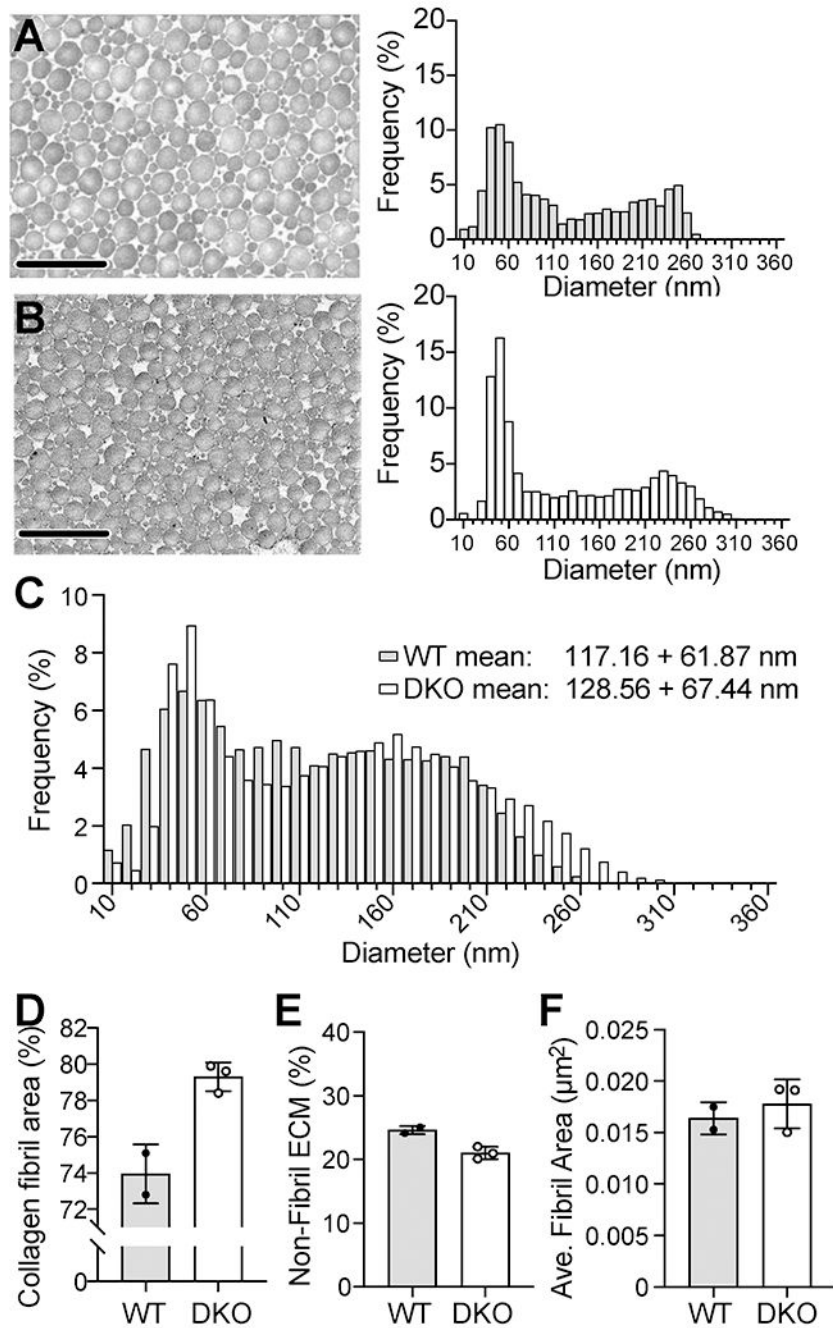 A
Frequency (%)
20
15
10
5
0
10 60 110 160 210 260 310 360
Diameter (nm)
B
Frequency (%)
20
15
10
5
0
10 60 110 160 210 260 310 360
Diameter (nm)
C
Frequency (%)
10
8
6
4
2
0
WT mean: 117.16 + 61.87 nm
DKO mean: 128.56 + 67.44 nm
10 60 110 160 210 260 310 360
Diameter (nm)
D
Collagen fibril area (%)
82
80
78
76
74
72
0
WT DKO
E
Non-Fibril ECM (%)
40
30
20
10
0
WT DKO
F
Ave. Fibril Area (µm²)
0.025
0.020
0.015
0.010
0.005
0
WT DKO